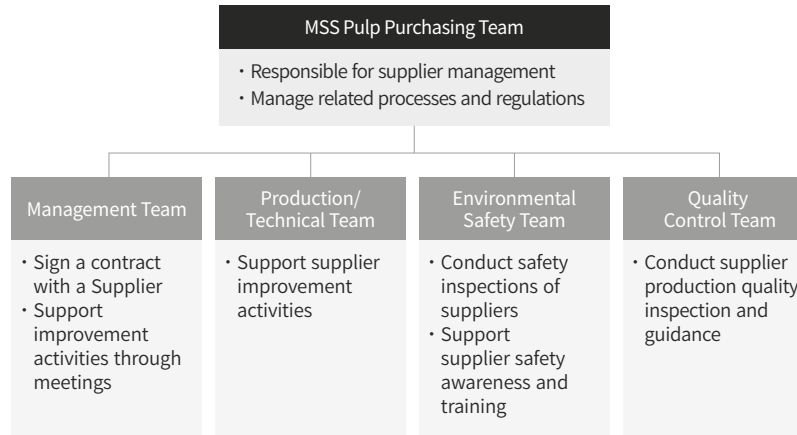 MSS Pulp Purchasing Team
· Responsible for supplier management
· Manage related processes and regulations
Management Team
· Sign a contract
with a Supplier
· Support
improvement
activities through
meetings
Production/
Technical Team
· Support supplier
improvement
activities
Environmental
Safety Team
· Conduct safety
inspections of
suppliers
· Support
supplier safety
awareness and
training
Quality
Control Team
· Conduct supplier
production quality
inspection and
guidance